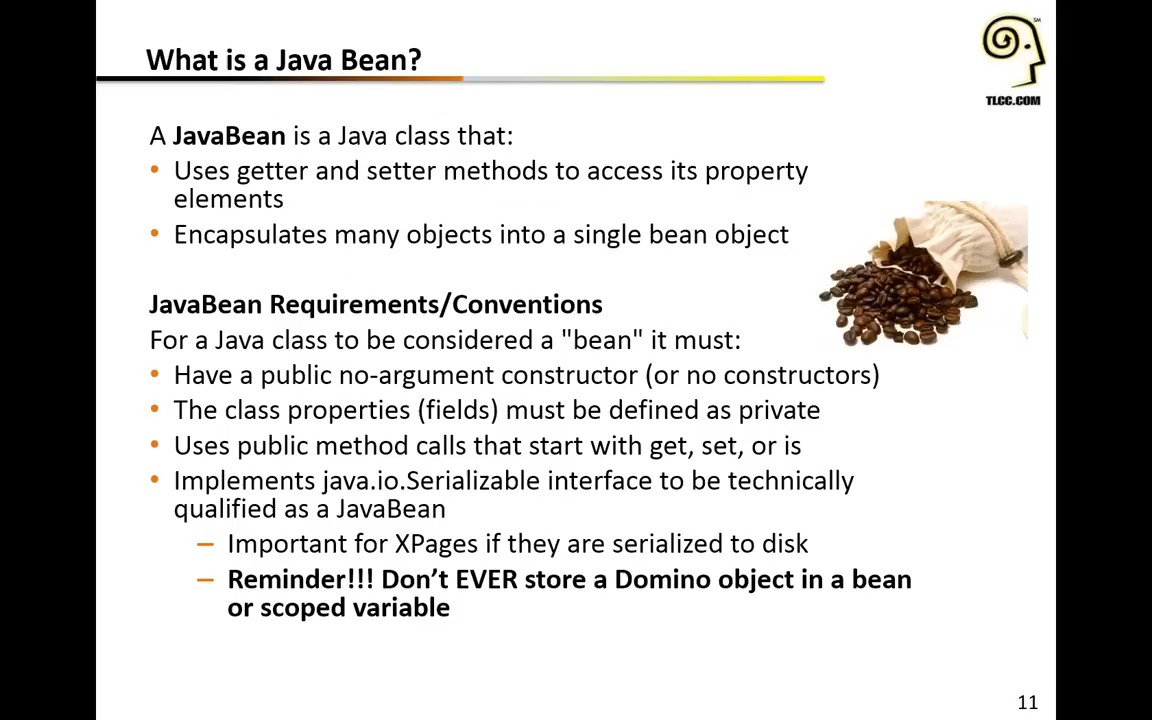 What is a Java Bean?
SM
TLCC.COM
A JavaBean is a Java class that:
• Uses getter and setter methods to access its property
elements
• Encapsulates many objects into a single bean object
JavaBean Requirements/Conventions
For a Java class to be considered a "bean" it must:
• Have a public no-argument constructor (or no constructors)
• The class properties (fields) must be defined as private
• Uses public method calls that start with get, set, or is
• Implements java.io.Serializable interface to be technically
qualified as a JavaBean
– Important for XPages if they are serialized to disk
– Reminder!!! Don’t EVER store a Domino object in a bean
or scoped variable
11